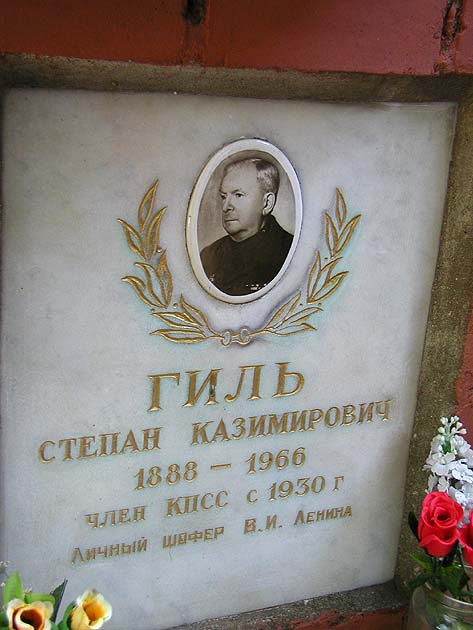 ГИЛЬ
СТЕПАН КАЗИМИРОВИЧ
1888 — 1966
ЧЛЕН КПСС С 1930 Г
ЛИЧНЫЙ ШОФЕР В.И. ЛЕНИНА